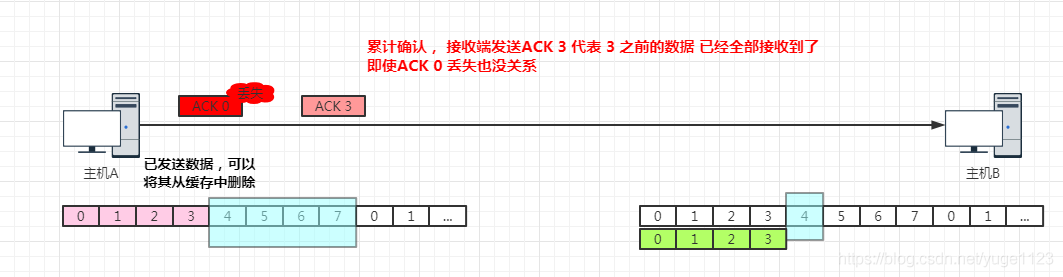 累计确认， 接收端发送ACK 3 代表 3 之前的数据 已经全部接收到了
即使ACK 0 丢失也没关系
丢失
ACK 0
ACK 3
主机A
主机B
已发送数据，可以
将其从缓存中删除
0 1 2 3 4 5 6 7 0 1 ...
0 1 2 3 4 5 6 7 0 1 ...
0 1 2 3
https://blog.csdn.net/yuge1123